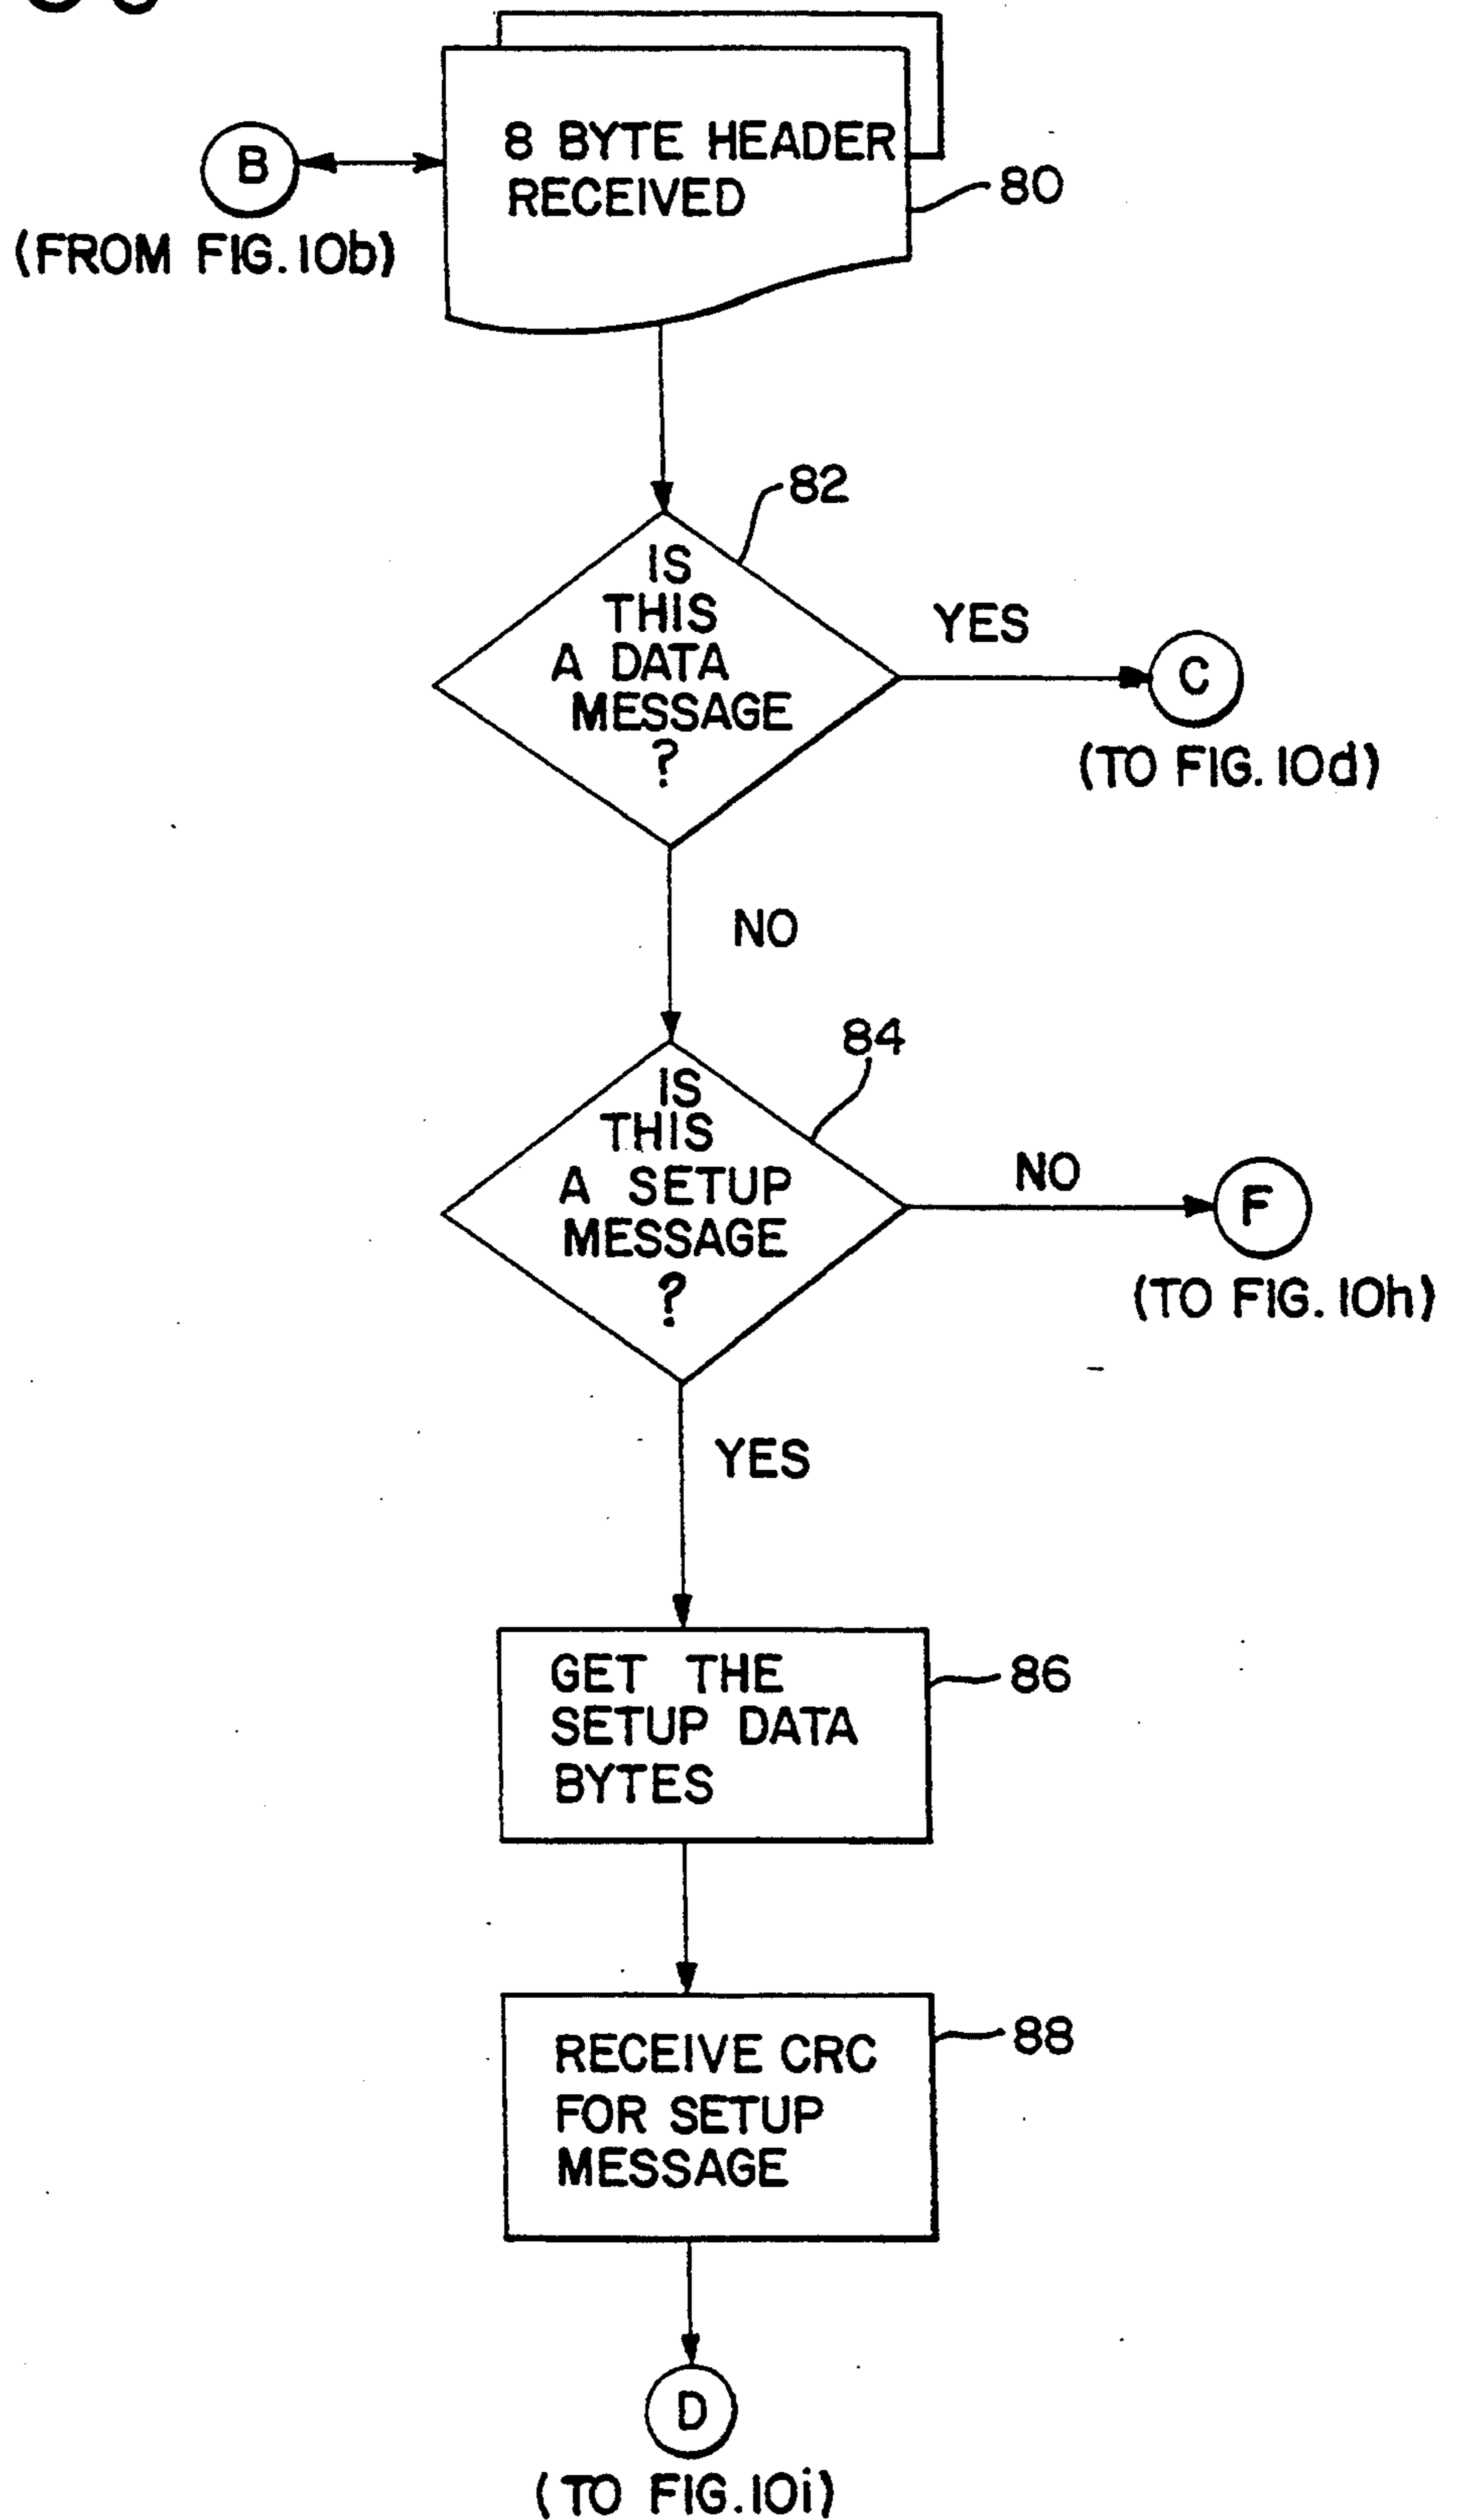 8 BYTE HEADER
RECEIVED
80
B
(FROM FIG. 10b)
82
IS
THIS
A DATA
MESSAGE
?
YES
C
(TO FIG. 10d)
NO
84
IS
THIS
A SETUP
MESSAGE
?
NO
F
(TO FIG. 10h)
YES
GET THE
SETUP DATA
BYTES
86
RECEIVE CRC
FOR SETUP
MESSAGE
88
D
(TO FIG. 10i)